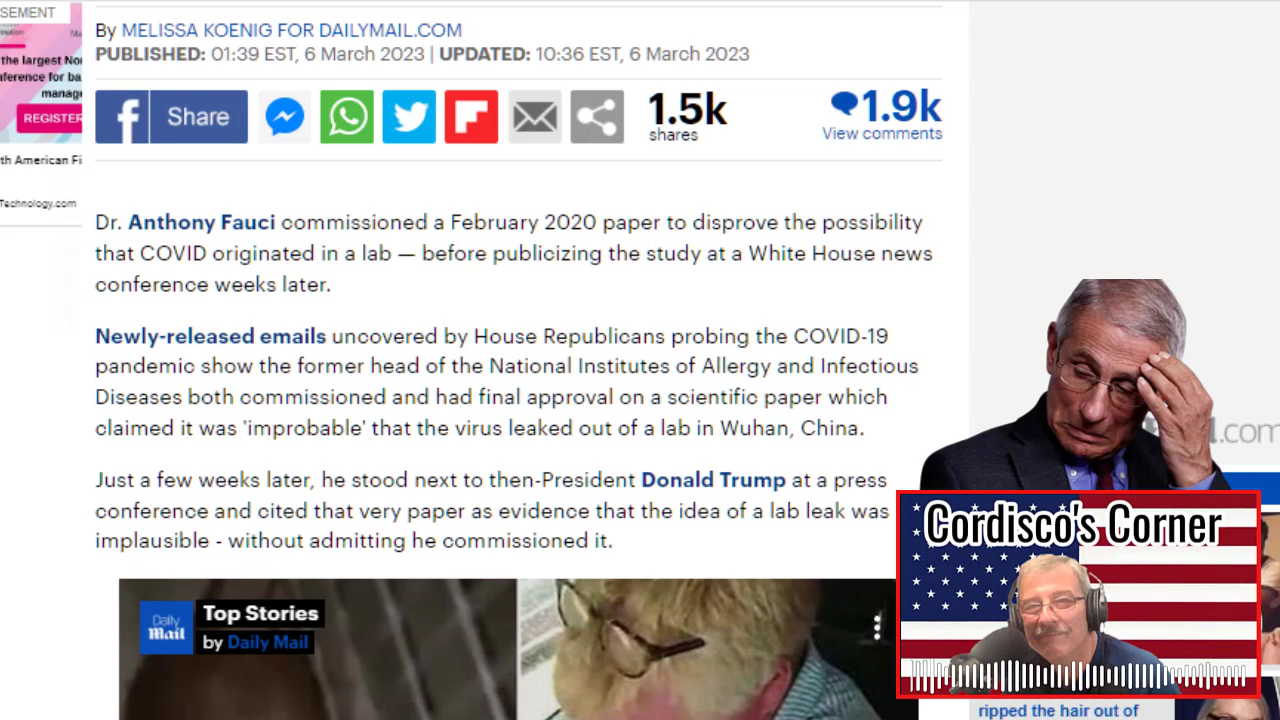 SEMENT
the largest No
nference for ba
manage
REGISTER
th American Fi
Technology.com
By MELISSA KOENIG FOR DAILYMAIL.COM
PUBLISHED: 01:39 EST, 6 March 2023 | UPDATED: 10:36 EST, 6 March 2023
Share
1.5k
shares
1.9k
View comments
Dr. Anthony Fauci commissioned a February 2020 paper to disprove the possibility
that COVID originated in a lab — before publicizing the study at a White House news
conference weeks later.
Newly-released emails uncovered by House Republicans probing the COVID-19
pandemic show the former head of the National Institutes of Allergy and Infectious
Diseases both commissioned and had final approval on a scientific paper which
claimed it was 'improbable' that the virus leaked out of a lab in Wuhan, China.
Just a few weeks later, he stood next to then-President Donald Trump at a press
conference and cited that very paper as evidence that the idea of a lab leak was
implausible - without admitting he commissioned it.
Daily Mail
Top Stories
by Daily Mail
l.com
Cordisco's Corner
ripped the hair out of